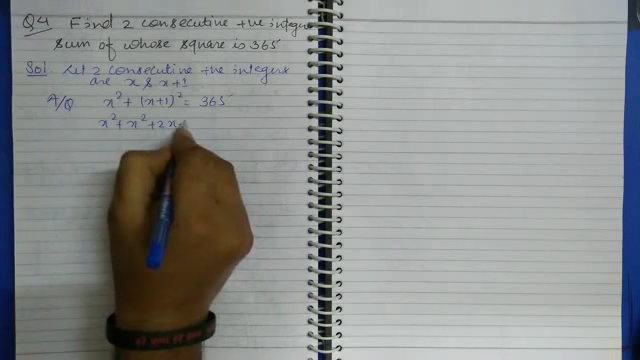 Q4 Find 2 consecutive +ve integers
sum of whose square is 365
Sol Let 2 consecutive +ve integers
are x & x+1
A/Q x² + (x+1)² = 365
x² + x² + 2x